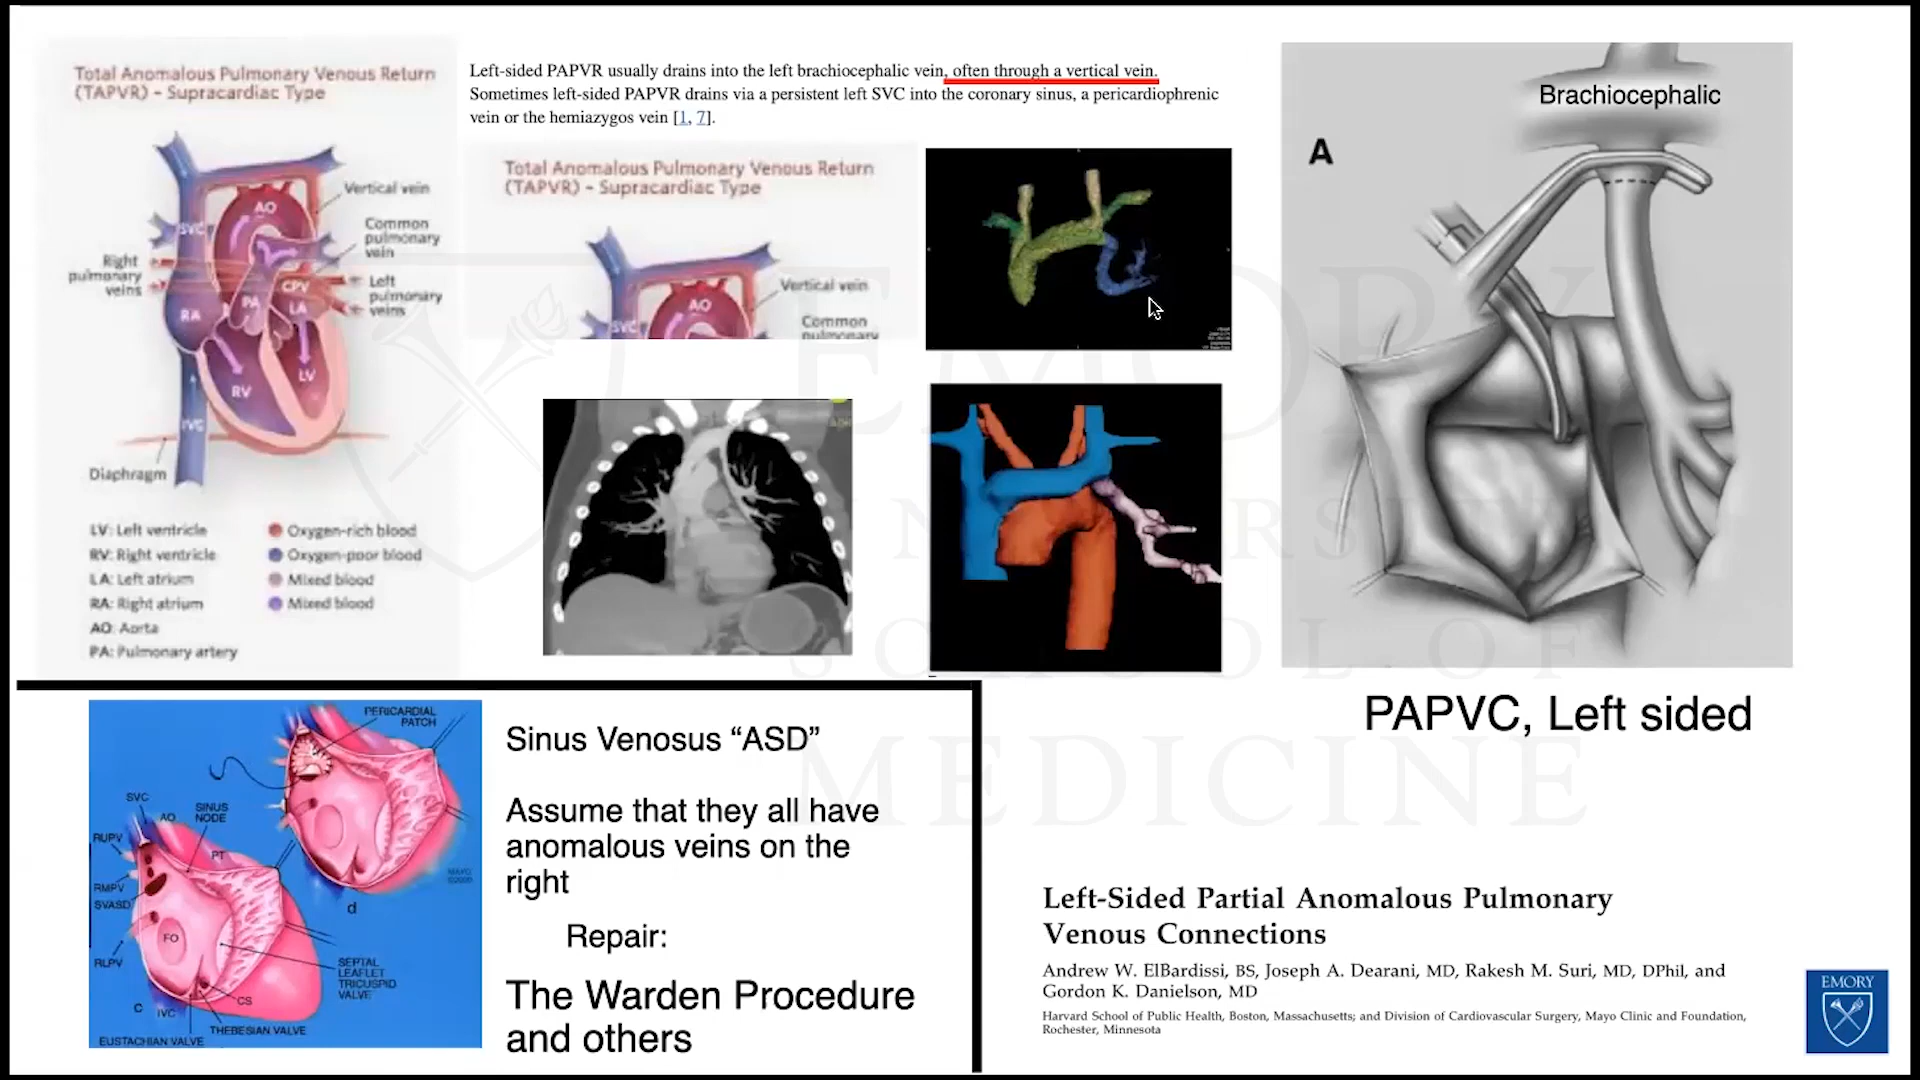 Total Anomalous Pulmonary Venous Return
(TAPVR) - Supracardiac Type
Vertical vein
AO
SVC
Common
pulmonary
vein
Right
pulmonary
veins
Left
pulmonary
veins
CPV
PA
LA
RA
LV
RV
IVC
Diaphragm
LV: Left ventricle
RV: Right ventricle
LA: Left atrium
RA: Right atrium
AO: Aorta
PA: Pulmonary artery
Oxygen-rich blood
Oxygen-poor blood
Mixed blood
Mixed blood
Left-sided PAPVR usually drains into the left brachiocephalic vein, often through a vertical vein.
Sometimes left-sided PAPVR drains via a persistent left SVC into the coronary sinus, a pericardiophrenic
vein or the hemiazygos vein [1, 7].
Total Anomalous Pulmonary Venous Return
(TAPVR) - Supracardiac Type
Vertical vein
AO
SVC
Common
pulmonary
Brachiocephalic
A
PAPVC, Left sided
EMORY
UNIVERSITY
SCHOOL OF
MEDICINE
PERICARDIAL
PATCH
SVC
AO
SINUS
NODE
RUPV
PT
RMPV
SVASD
FO
RLPV
SEPTAL
LEAFLET
TRICUSPID
VALVE
CS
C
IVC
THEBESIAN VALVE
EUSTACHIAN VALVE
d
MAYO
©2000
Sinus Venosus “ASD”
Assume that they all have
anomalous veins on the
right
Repair:
The Warden Procedure
and others
Left-Sided Partial Anomalous Pulmonary
Venous Connections
Andrew W. ElBardissi, BS, Joseph A. Dearani, MD, Rakesh M. Suri, MD, DPhil, and
Gordon K. Danielson, MD
Harvard School of Public Health, Boston, Massachusetts; and Division of Cardiovascular Surgery, Mayo Clinic and Foundation,
Rochester, Minnesota
EMORY